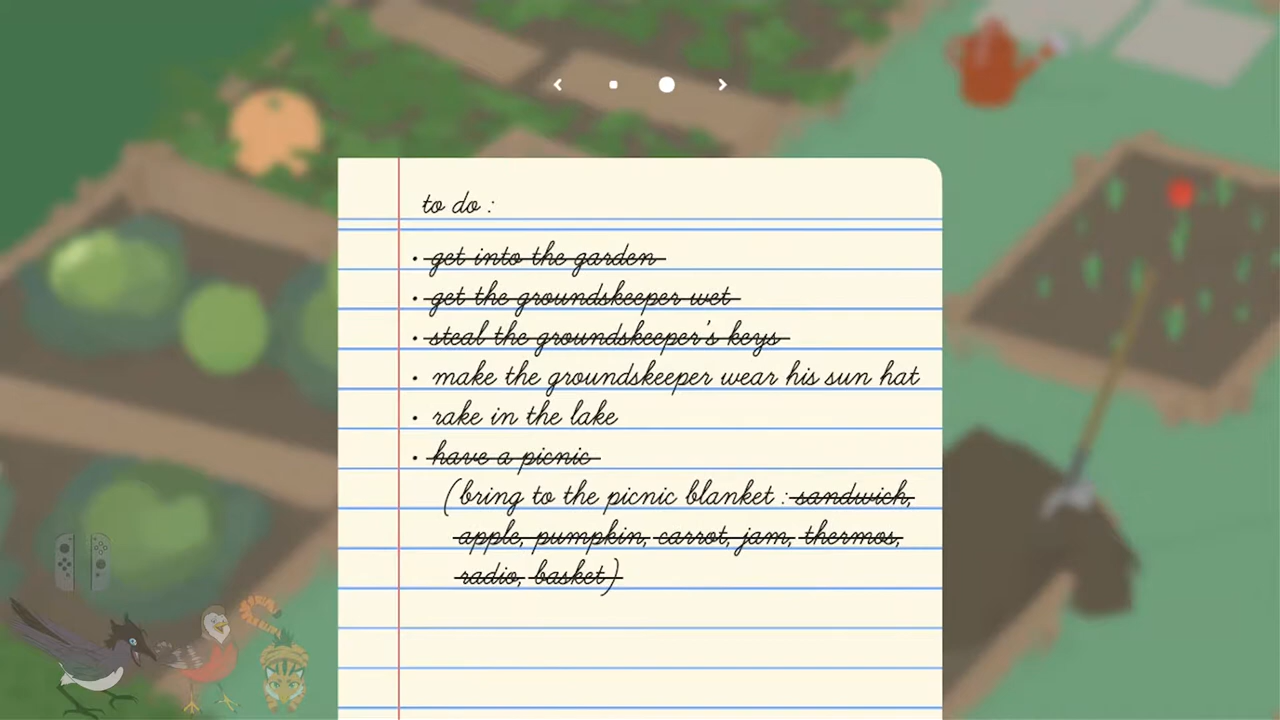 to do :
• get into the garden
• get the groundskeeper wet
• steal the groundskeeper's keys
• make the groundskeeper wear his sun hat
• rake in the lake
• have a picnic
(bring to the picnic blanket : sandwich,
apple, pumpkin, carrot, jam, thermos,
radio, basket)